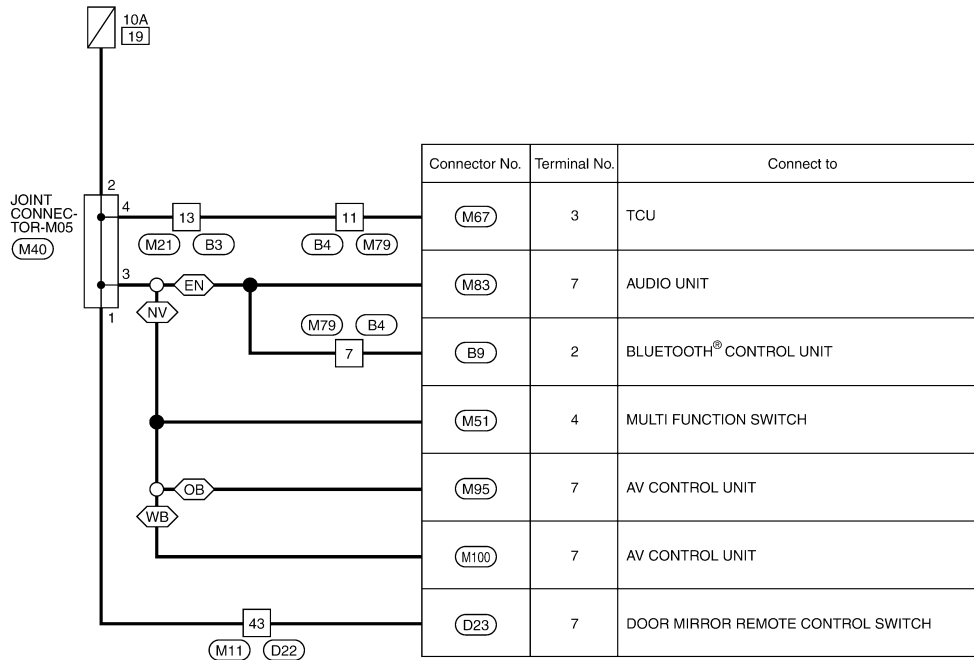 10A
19
Connector No. Terminal No. Connect to
JOINT
CONNEC-
TOR-M05
M40
2
4
13
11
M21 B3 B4 M79
M67 3 TCU
3
EN
M83 7 AUDIO UNIT
1
NV
M79 B4
7
B9 2 BLUETOOTH® CONTROL UNIT
M51 4 MULTI FUNCTION SWITCH
OB
M95 7 AV CONTROL UNIT
WB
M100 7 AV CONTROL UNIT
43
M11 D22
D23 7 DOOR MIRROR REMOTE CONTROL SWITCH